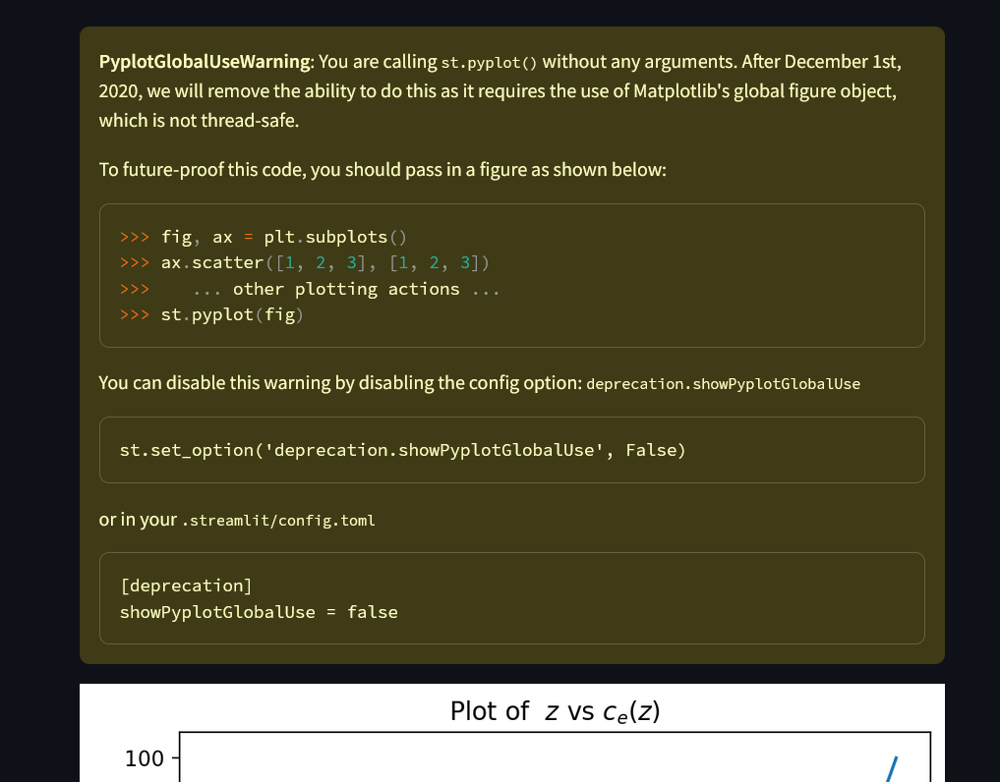 PyplotGlobalUseWarning: You are calling st.pyplot() without any arguments. After December 1st,
2020, we will remove the ability to do this as it requires the use of Matplotlib's global figure object,
which is not thread-safe.
To future-proof this code, you should pass in a figure as shown below:
>>> fig, ax = plt.subplots()
>>> ax.scatter([1, 2, 3], [1, 2, 3])
>>>    ... other plotting actions ...
>>> st.pyplot(fig)
You can disable this warning by disabling the config option: deprecation.showPyplotGlobalUse
st.set_option('deprecation.showPyplotGlobalUse', False)
or in your .streamlit/config.toml
[deprecation]
showPyplotGlobalUse = false
Plot of z vs cₑ(z)
100